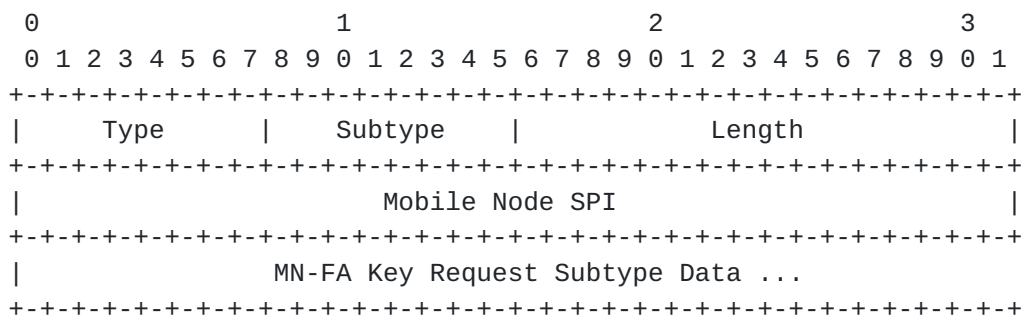 0                   1                   2                   3
 0 1 2 3 4 5 6 7 8 9 0 1 2 3 4 5 6 7 8 9 0 1 2 3 4 5 6 7 8 9 0 1
+-+-+-+-+-+-+-+-+-+-+-+-+-+-+-+-+-+-+-+-+-+-+-+-+-+-+-+-+-+-+-+-+
|     Type      |    Subtype    |            Length             |
+-+-+-+-+-+-+-+-+-+-+-+-+-+-+-+-+-+-+-+-+-+-+-+-+-+-+-+-+-+-+-+-+
|                       Mobile Node SPI                         |
+-+-+-+-+-+-+-+-+-+-+-+-+-+-+-+-+-+-+-+-+-+-+-+-+-+-+-+-+-+-+-+-+
|                MN-FA Key Request Subtype Data ...
+-+-+-+-+-+-+-+-+-+-+-+-+-+-+-+-+-+-+-+-+-+-+-+-+-+-+-+-+-+-+-+-+